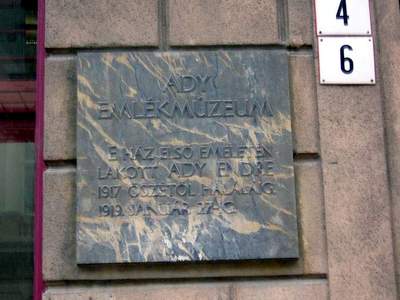 ADY
EMLÉKMÚZEUM
E HÁZ ELSŐ EMELETÉN
LAKOTT ADY ENDRE
1917 ŐSZÉTŐL HALÁLÁIG
1919. JANUÁR 27-IG
4
6